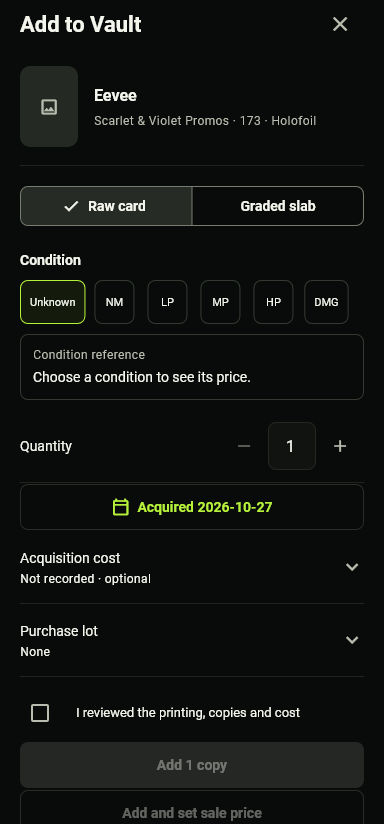 Add to Vault
Eevee
Scarlet & Violet Promos · 173 · Holofoil
Raw card
Graded slab
Condition
Unknown
NM
LP
MP
HP
DMG
Condition reference
Choose a condition to see its price.
Quantity
1
Acquired 2026-10-27
Acquisition cost
Not recorded · optional
Purchase lot
None
I reviewed the printing, copies and cost
Add 1 copy
Add and set sale price